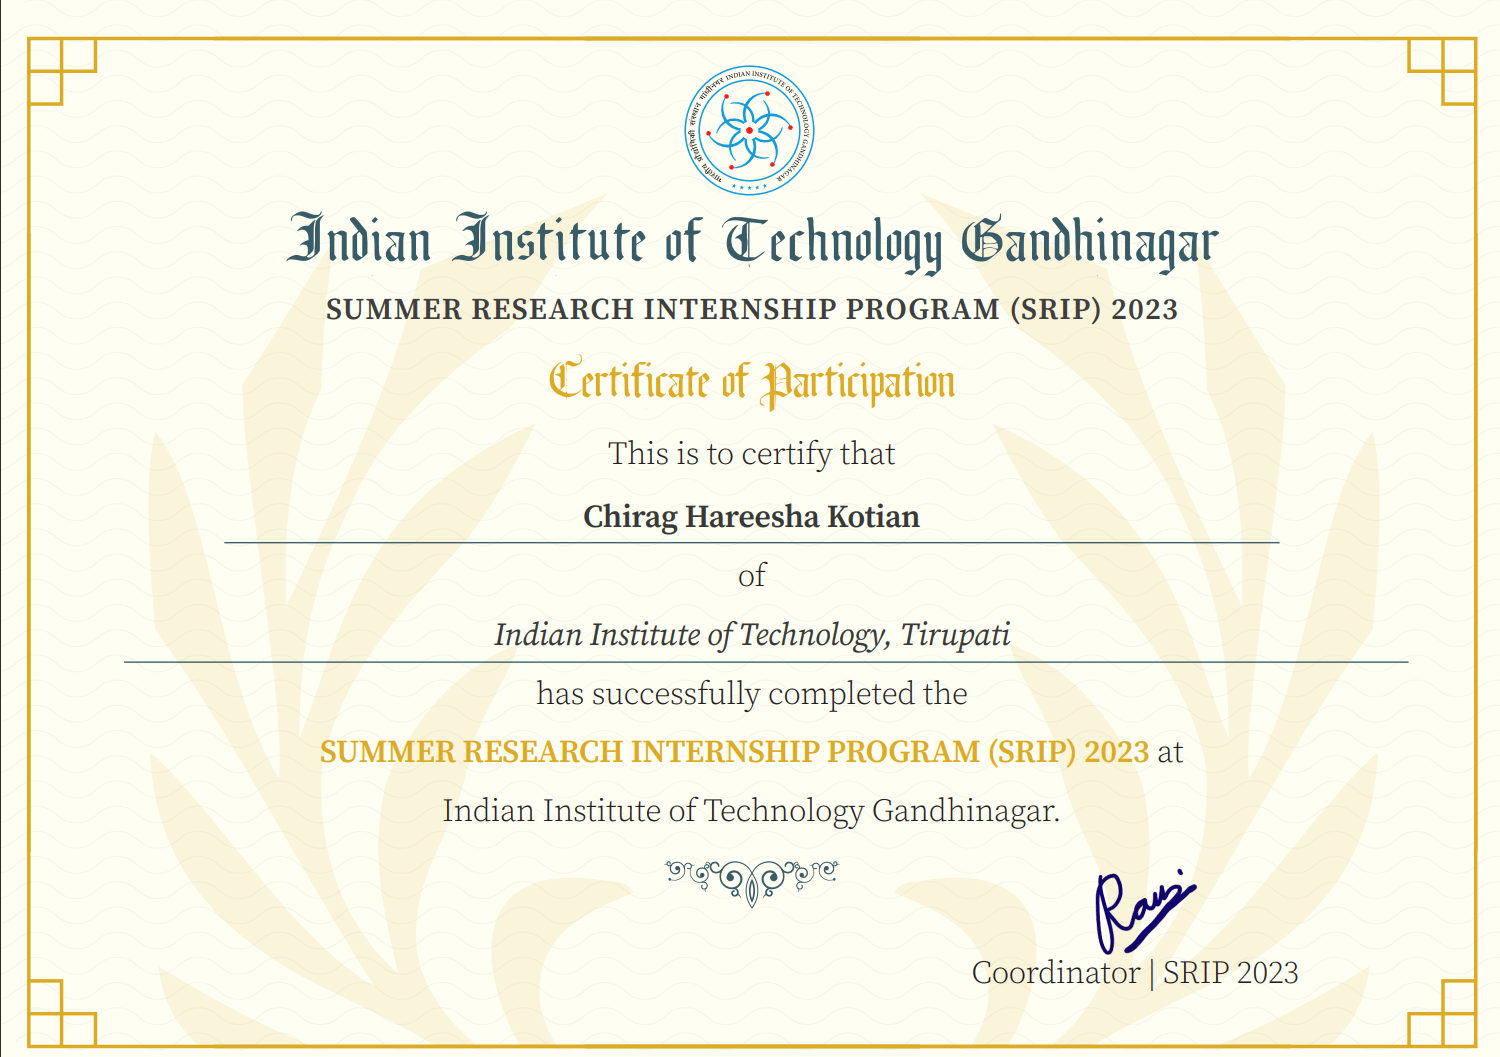 भारतीय प्रौद्योगिकी संस्थान गांधीनगर INDIAN INSTITUTE OF TECHNOLOGY GANDHINAGAR
Indian Institute of Technology Gandhinagar
SUMMER RESEARCH INTERNSHIP PROGRAM (SRIP) 2023
Certificate of Participation
This is to certify that
Chirag Hareesha Kotian
of
Indian Institute of Technology, Tirupati
has successfully completed the
SUMMER RESEARCH INTERNSHIP PROGRAM (SRIP) 2023 at
Indian Institute of Technology Gandhinagar.
Ravi
Coordinator | SRIP 2023